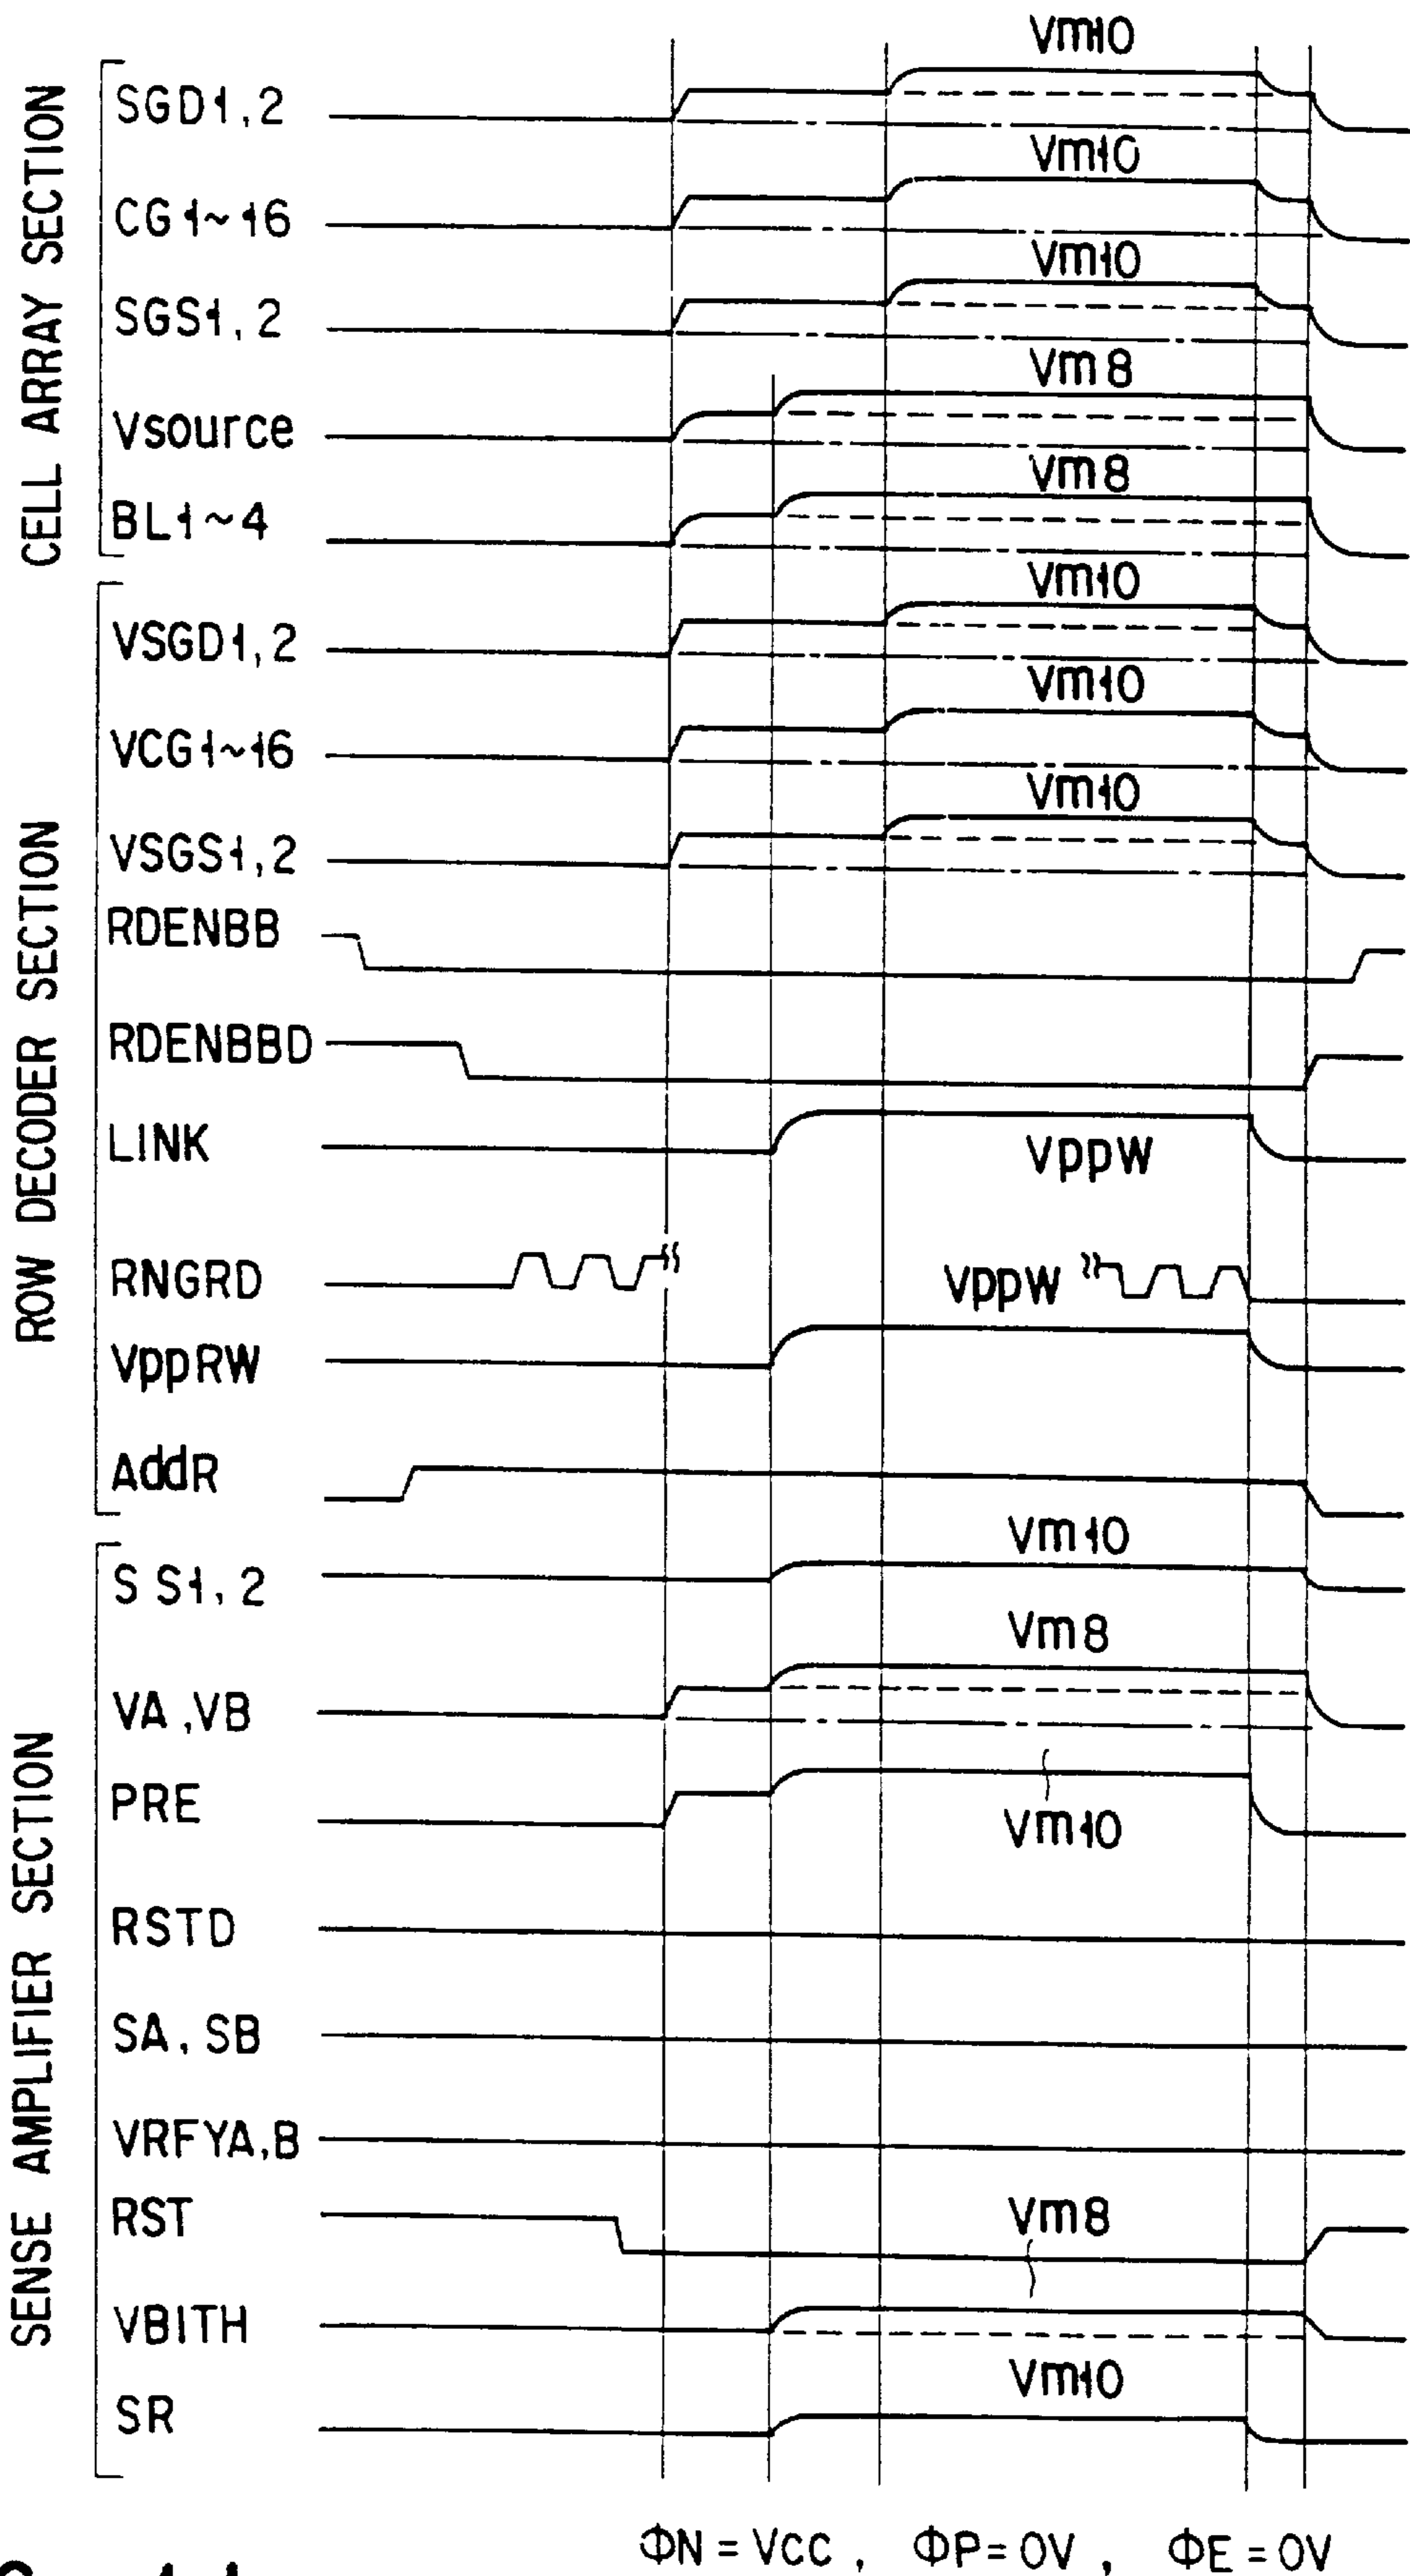 CELL ARRAY SECTION
Vm10
SGD1,2
Vm10
CG1~16
Vm10
SGS1,2
Vm8
Vsource
Vm8
BL1~4
ROW DECODER SECTION
Vm10
VSGD1,2
Vm10
VCG1~16
Vm10
VSGS1,2
RDENBB
RDENBBD
LINK
VppW
RNGRD
VppW
VppRW
AddR
SENSE AMPLIFIER SECTION
Vm10
SS1,2
Vm8
VA,VB
PRE
Vm10
RSTD
SA,SB
VRFYA,B
RST
Vm8
VBITH
Vm10
SR
ΦN=VCC, ΦP=0V, ΦE=0V